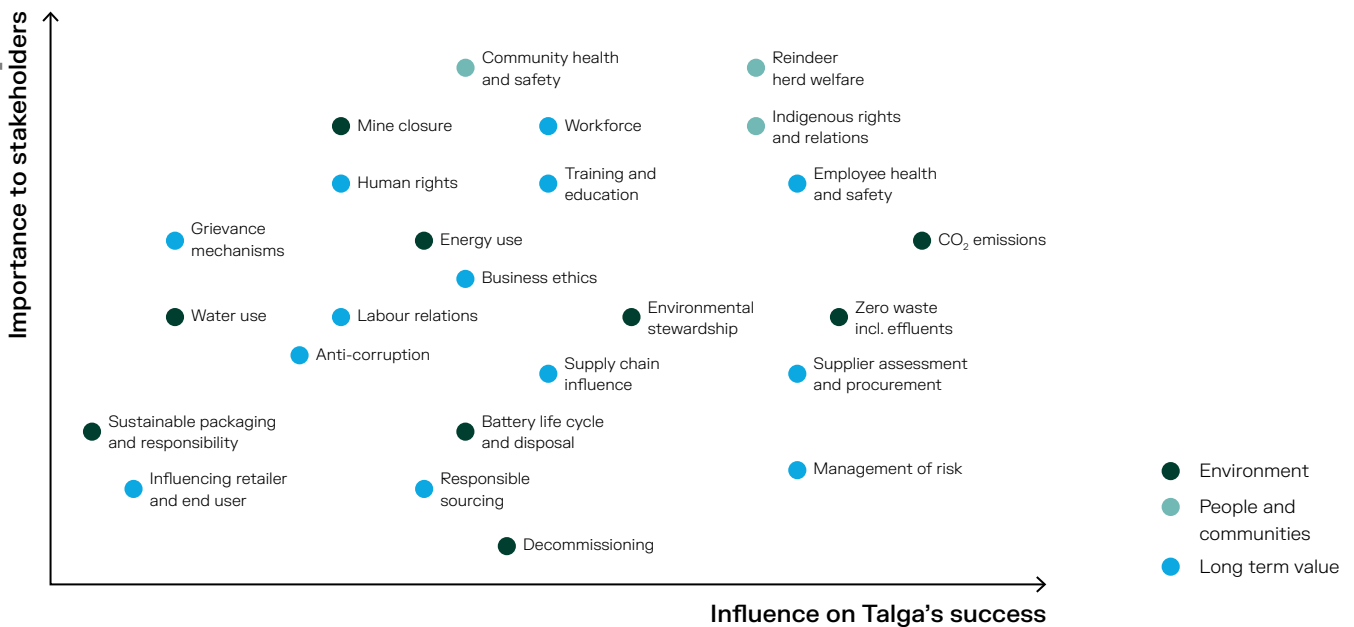 Importance to stakeholders
Community health
and safety
Reindeer
herd welfare
Mine closure
Workforce
Indigenous rights
and relations
Human rights
Training and
education
Employee health
and safety
Grievance
mechanisms
Energy use
CO₂ emissions
Business ethics
Water use
Labour relations
Environmental
stewardship
Zero waste
incl. effluents
Anti-corruption
Supply chain
influence
Supplier assessment
and procurement
Sustainable packaging
and responsibility
Battery life cycle
and disposal
Influencing retailer
and end user
Responsible
sourcing
Management of risk
Decommissioning
Influence on Talga's success
Environment
People and
communities
Long term value